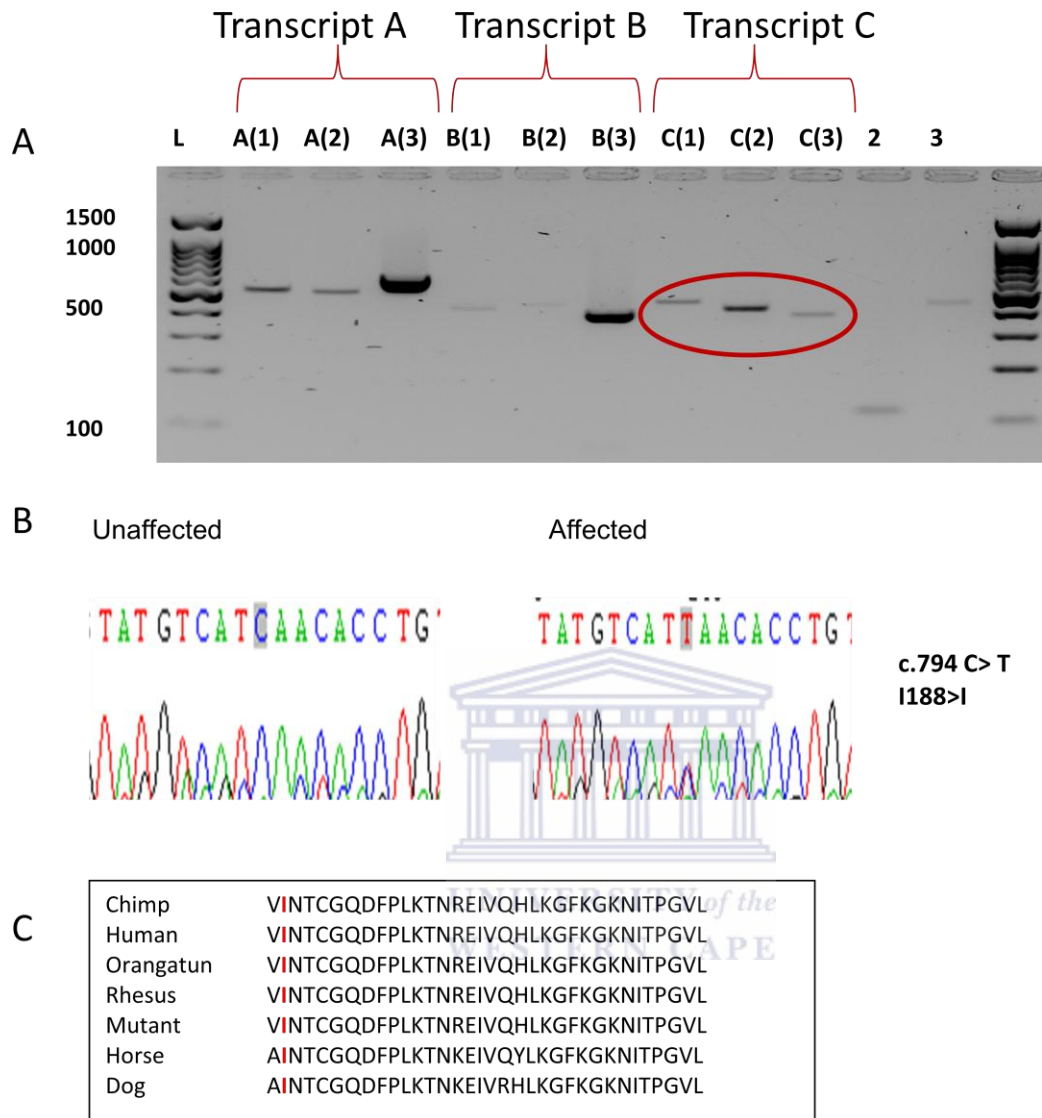 Transcript A Transcript B Transcript C
A L A(1) A(2) A(3) B(1) B(2) B(3) C(1) C(2) C(3) 2 3
1500
1000
500
100
B
Unaffected Affected
TATGTCATCAACACCTG TATGTCATTAACACCTG
c.794 C> T
I188>I
UNIVERSITY of the
WESTERN CAPE
C
Chimp VINTCGQDFPLKTNREIVQHLKGFKGKNITPGVL
Human VINTCGQDFPLKTNREIVQHLKGFKGKNITPGVL
Orangatun VINTCGQDFPLKTNREIVQHLKGFKGKNITPGVL
Rhesus VINTCGQDFPLKTNREIVQHLKGFKGKNITPGVL
Mutant VINTCGQDFPLKTNREIVQHLKGFKGKNITPGVL
Horse AINTCGQDFPLKTNKEIVQYLKGFKGKNITPGVL
Dog AINTCGQDFPLKTNKEIVRHLKGFKGKNITPGVL